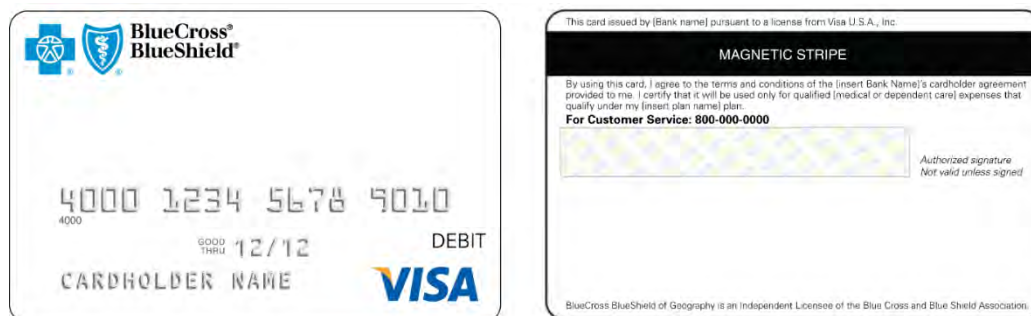 BlueCross®
BlueShield®
4000 1234 5678 9010
4000
GOOD THRU 12/12
DEBIT
CARDHOLDER NAME
VISA
This card issued by [Bank name] pursuant to a license from Visa U.S.A., Inc.
MAGNETIC STRIPE
By using this card, I agree to the terms and conditions of the [insert Bank Name]'s cardholder agreement
provided to me. I certify that it will be used only for qualified [medical or dependent care] expenses that
qualify under my [insert plan name] plan.
For Customer Service: 800-000-0000
Authorized signature
Not valid unless signed
BlueCross BlueShield of Geography is an Independent Licensee of the Blue Cross and Blue Shield Association.